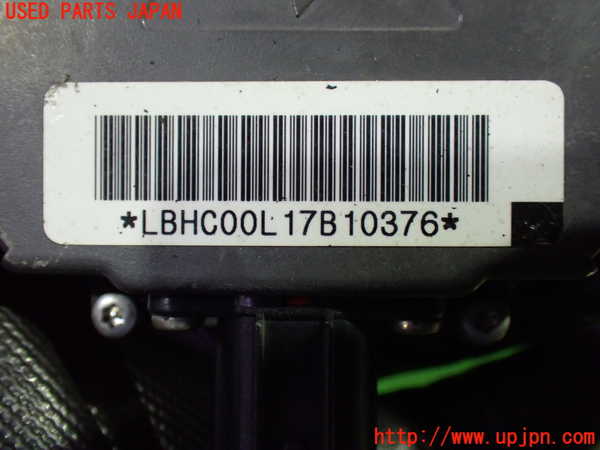 USED PARTS JAPAN
*LBHC00L17B10376*
http://www.upjpn.com/